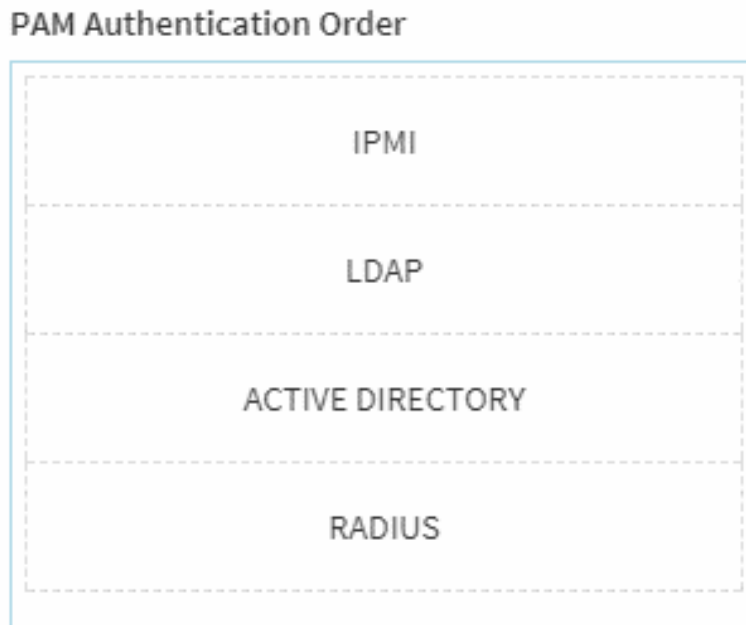 PAM Authentication Order
IPMI
LDAP
ACTIVE DIRECTORY
RADIUS